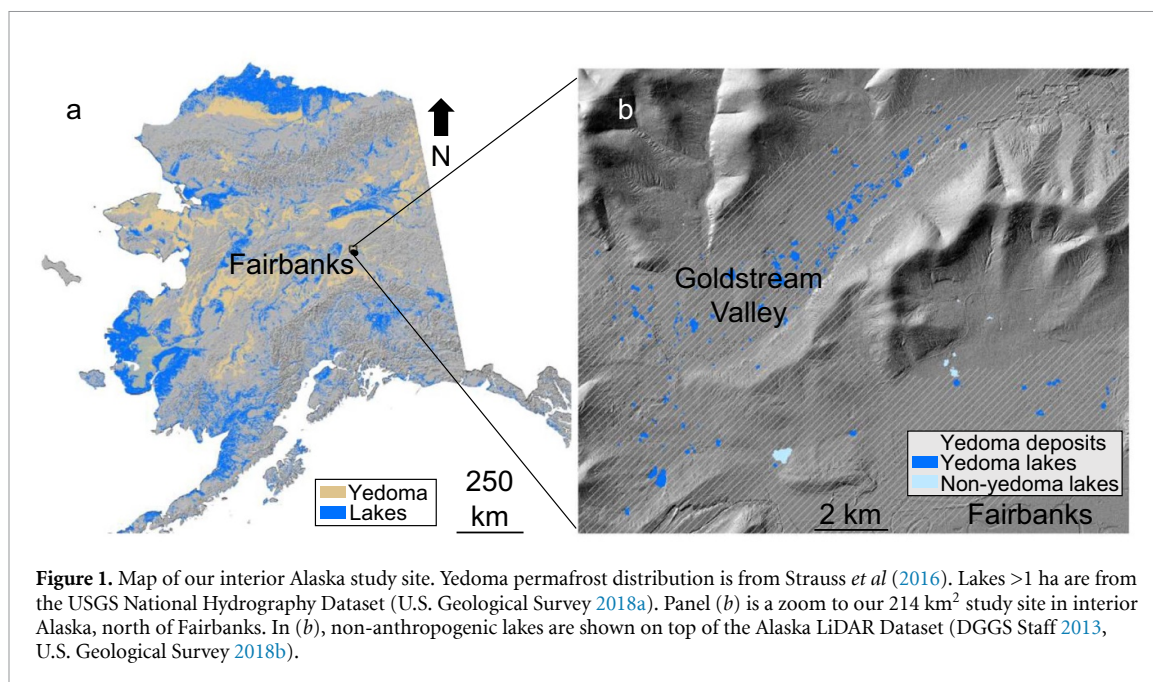 a
N
Fairbanks
Yedoma
Lakes
250
km
b
Goldstream
Valley
Yedoma deposits
Yedoma lakes
Non-yedoma lakes
2 km
Fairbanks
Figure 1. Map of our interior Alaska study site. Yedoma permafrost distribution is from Strauss et al (2016). Lakes >1 ha are from
the USGS National Hydrography Dataset (U.S. Geological Survey 2018a). Panel (b) is a zoom to our 214 km² study site in interior
Alaska, north of Fairbanks. In (b), non-anthropogenic lakes are shown on top of the Alaska LiDAR Dataset (DGGS Staff 2013,
U.S. Geological Survey 2018b).